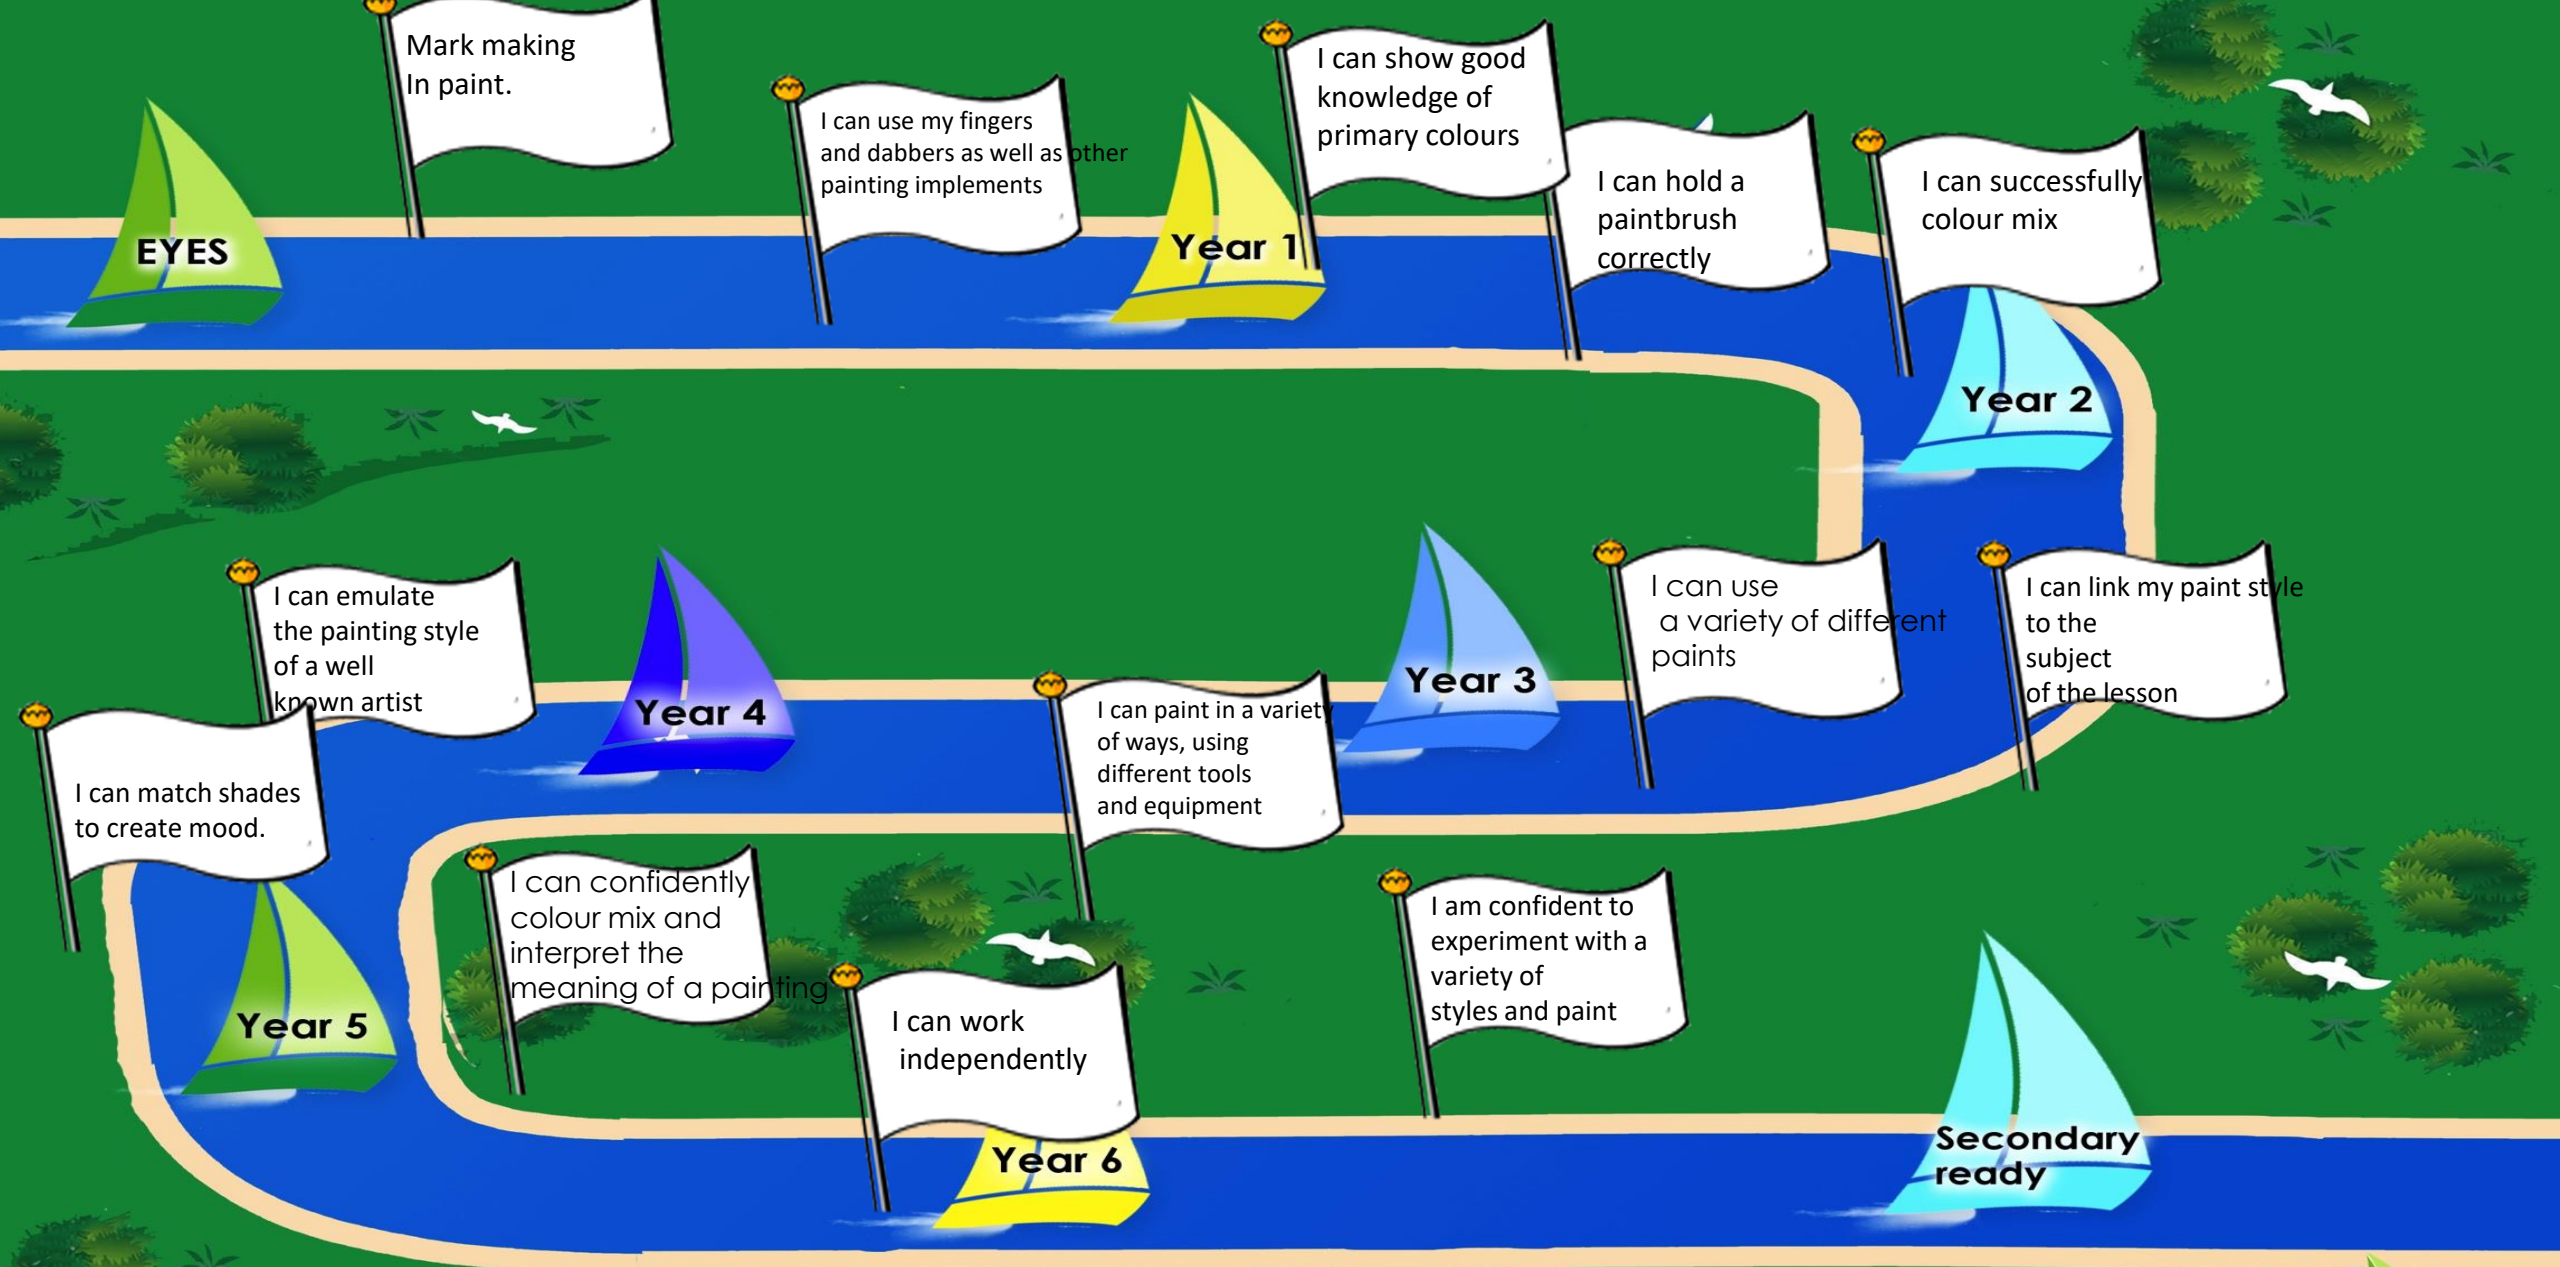 Mark making
In paint.
I can use my fingers
and dabbers as well as other
painting implements
I can show good
knowledge of
primary colours
I can hold a
paintbrush
correctly
I can successfully
colour mix
EYES
Year 1
Year 2
I can link my paint style
to the
subject
of the lesson
I can use
a variety of different
paints
Year 3
I can paint in a variety
of ways, using
different tools
and equipment
Year 4
I can emulate
the painting style
of a well
known artist
I can match shades
to create mood.
Year 5
I can confidently
colour mix and
interpret the
meaning of a painting
I can work
independently
Year 6
I am confident to
experiment with a
variety of
styles and paint
Secondary
ready